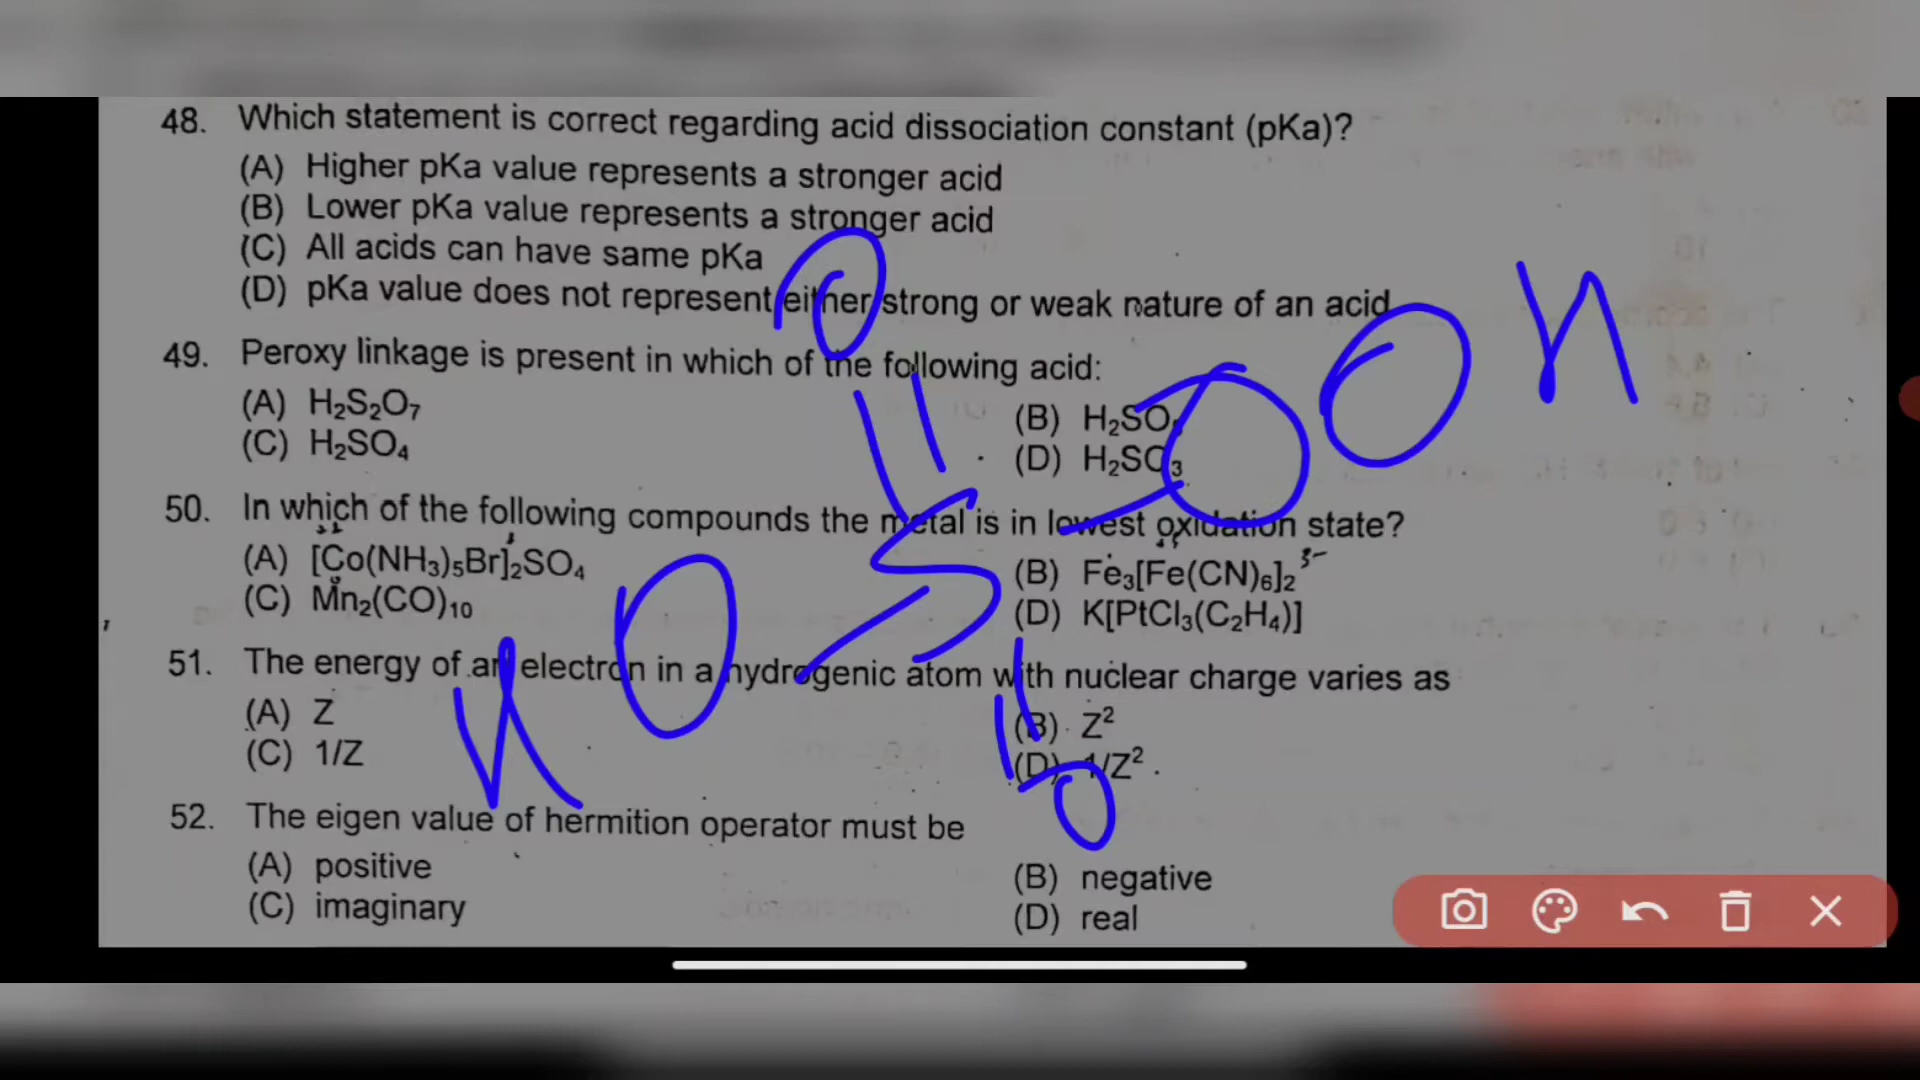 48. Which statement is correct regarding acid dissociation constant (pKa)?
(A) Higher pKa value represents a stronger acid
(B) Lower pKa value represents a stronger acid
(C) All acids can have same pKa
(D) pKa value does not represent either strong or weak nature of an acid
49. Peroxy linkage is present in which of the following acid:
(A) H₂S₂O₇ (B) H₂SO
(C) H₂SO₄ (D) H₂SO₃
50. In which of the following compounds the metal is in lowest oxidation state?
(A) [Co(NH₃)₅Br]₂SO₄ (B) Fe₃[Fe(CN)₆]₂ 3-
(C) Mn₂(CO)₁₀ (D) K[PtCl₃(C₂H₄)]
51. The energy of an electron in a hydrogenic atom with nuclear charge varies as
(A) Z (B) Z²
(C) 1/Z (D) 1/Z²
52. The eigen value of hermition operator must be
(A) positive (B) negative
(C) imaginary (D) real
O
||
HO S OOH
||
O